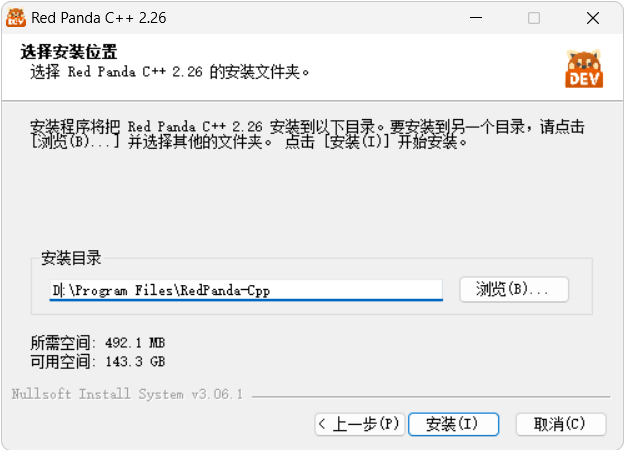 Red Panda C++ 2.26
选择安装位置
选择 Red Panda C++ 2.26 的安装文件夹。
DEV
安装程序将把 Red Panda C++ 2.26 安装到以下目录。要安装到另一个目录，请点击
[浏览(B)...] 并选择其他的文件夹。 点击 [安装(I)] 开始安装。
安装目录
D:\Program Files\RedPanda-Cpp
浏览(B)...
所需空间: 492.1 MB
可用空间: 143.3 GB
Nullsoft Install System v3.06.1
< 上一步(P)
安装(I)
取消(C)